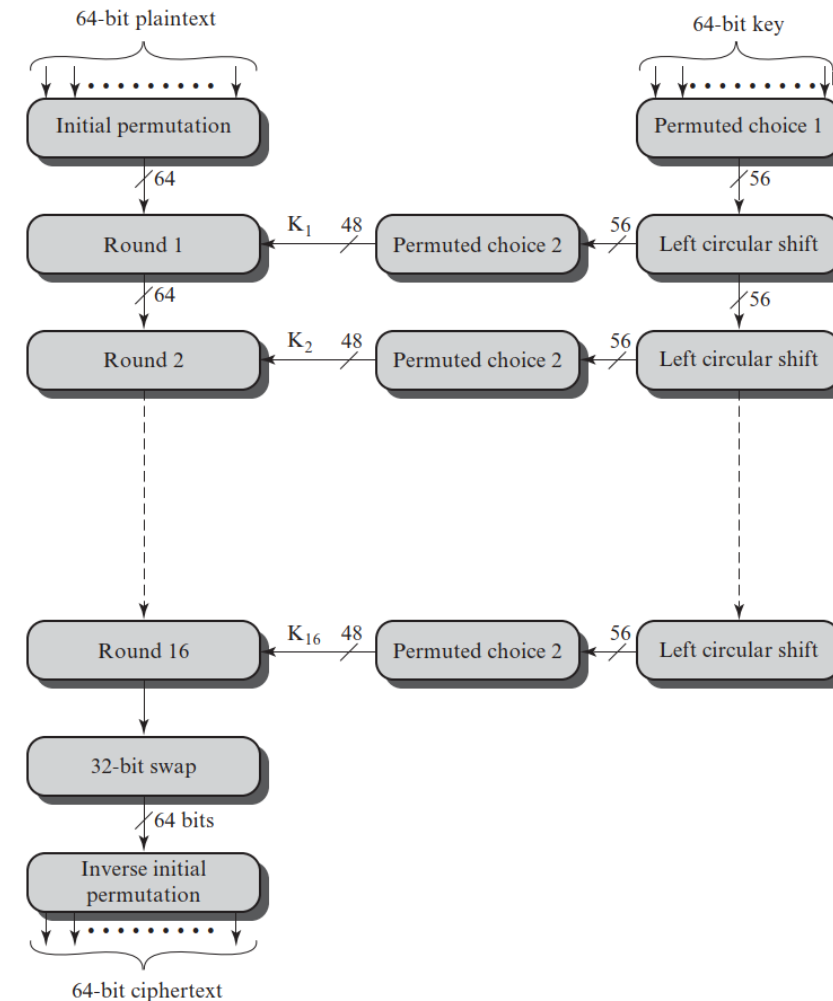 64-bit plaintext
64-bit key
Initial permutation
Permuted choice 1
64
56
Round 1
K1
48
Permuted choice 2
56
Left circular shift
64
56
Round 2
K2
48
Permuted choice 2
56
Left circular shift
Round 16
K16
48
Permuted choice 2
56
Left circular shift
32-bit swap
64 bits
Inverse initial
permutation
64-bit ciphertext